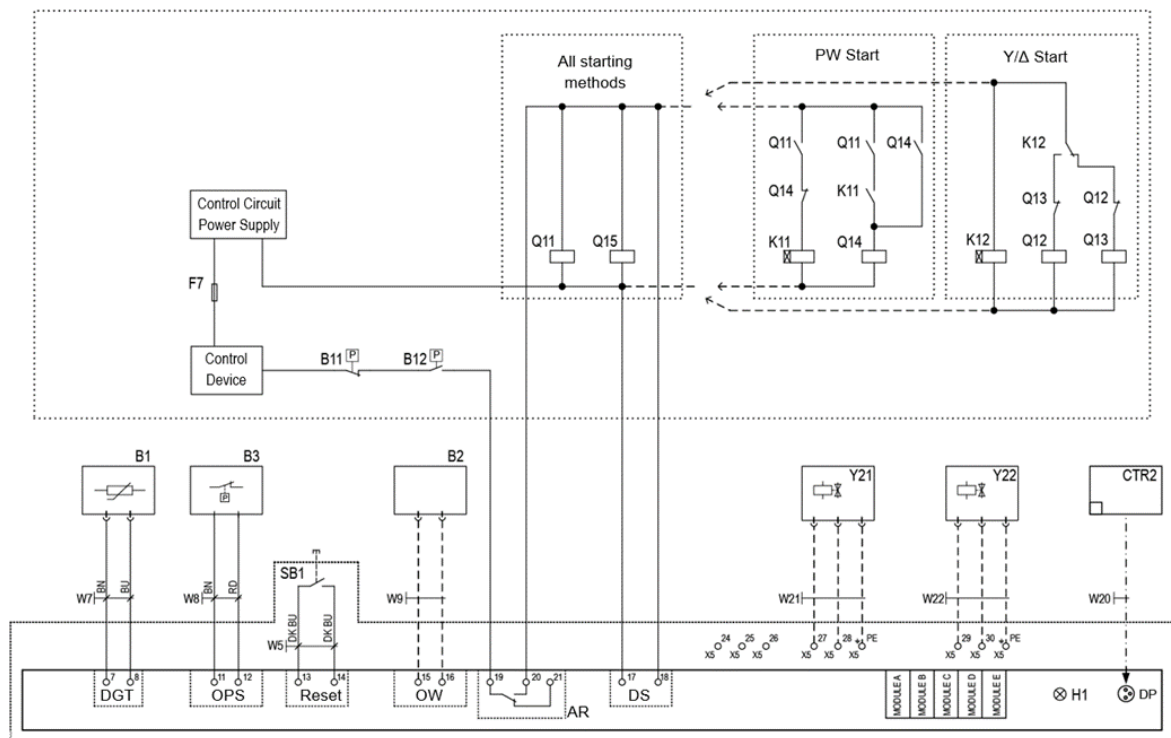 All starting
methods
PW Start
Y/Δ Start
Q11
Q11
Q14
K12
Q14
K11
Q13
Q12
Control Circuit
Power Supply
Q11
Q15
K11
Q14
K12
Q12
Q13
F7
Control
Device
B11
P
B12
P
B1
B3
P
B2
Y21
Y22
CTR2
SB1
W7
BN
BU
W8
BN
RD
W9
W21
W22
W20
W5
DK BU
DK BU
24
25
26
27
28
PE
29
30
PE
X5
X5
X5
X5
X5
X5
X5
X5
X5
7
8
11
12
13
14
15
16
19
20
21
17
18
DGT
OPS
Reset
OW
AR
DS
MODULE A
MODULE B
MODULE C
MODULE D
MODULE E
H1
DP